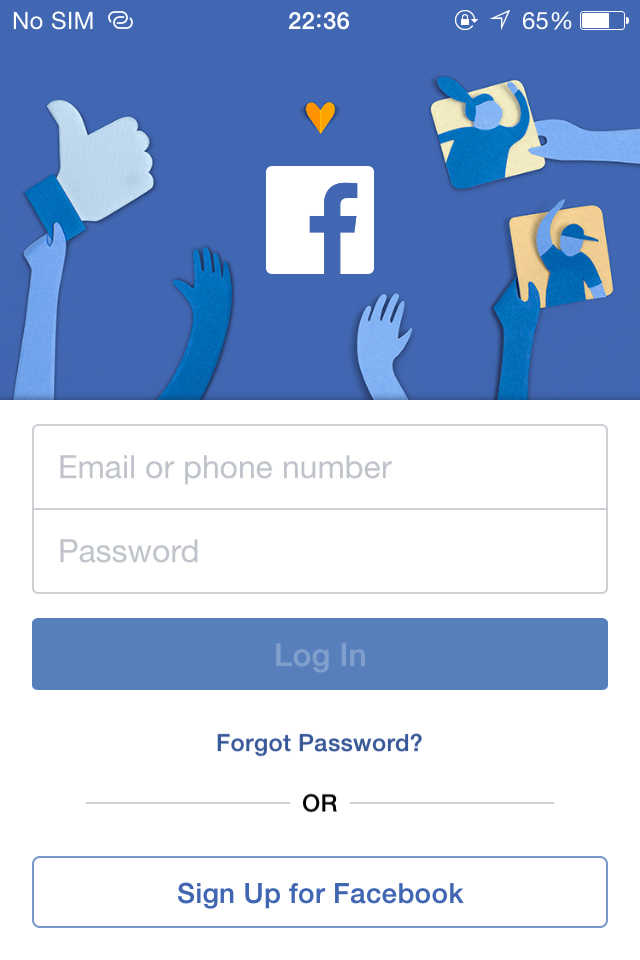 No SIM 22:36 65%
f
Email or phone number
Password
Log In
Forgot Password?
OR
Sign Up for Facebook